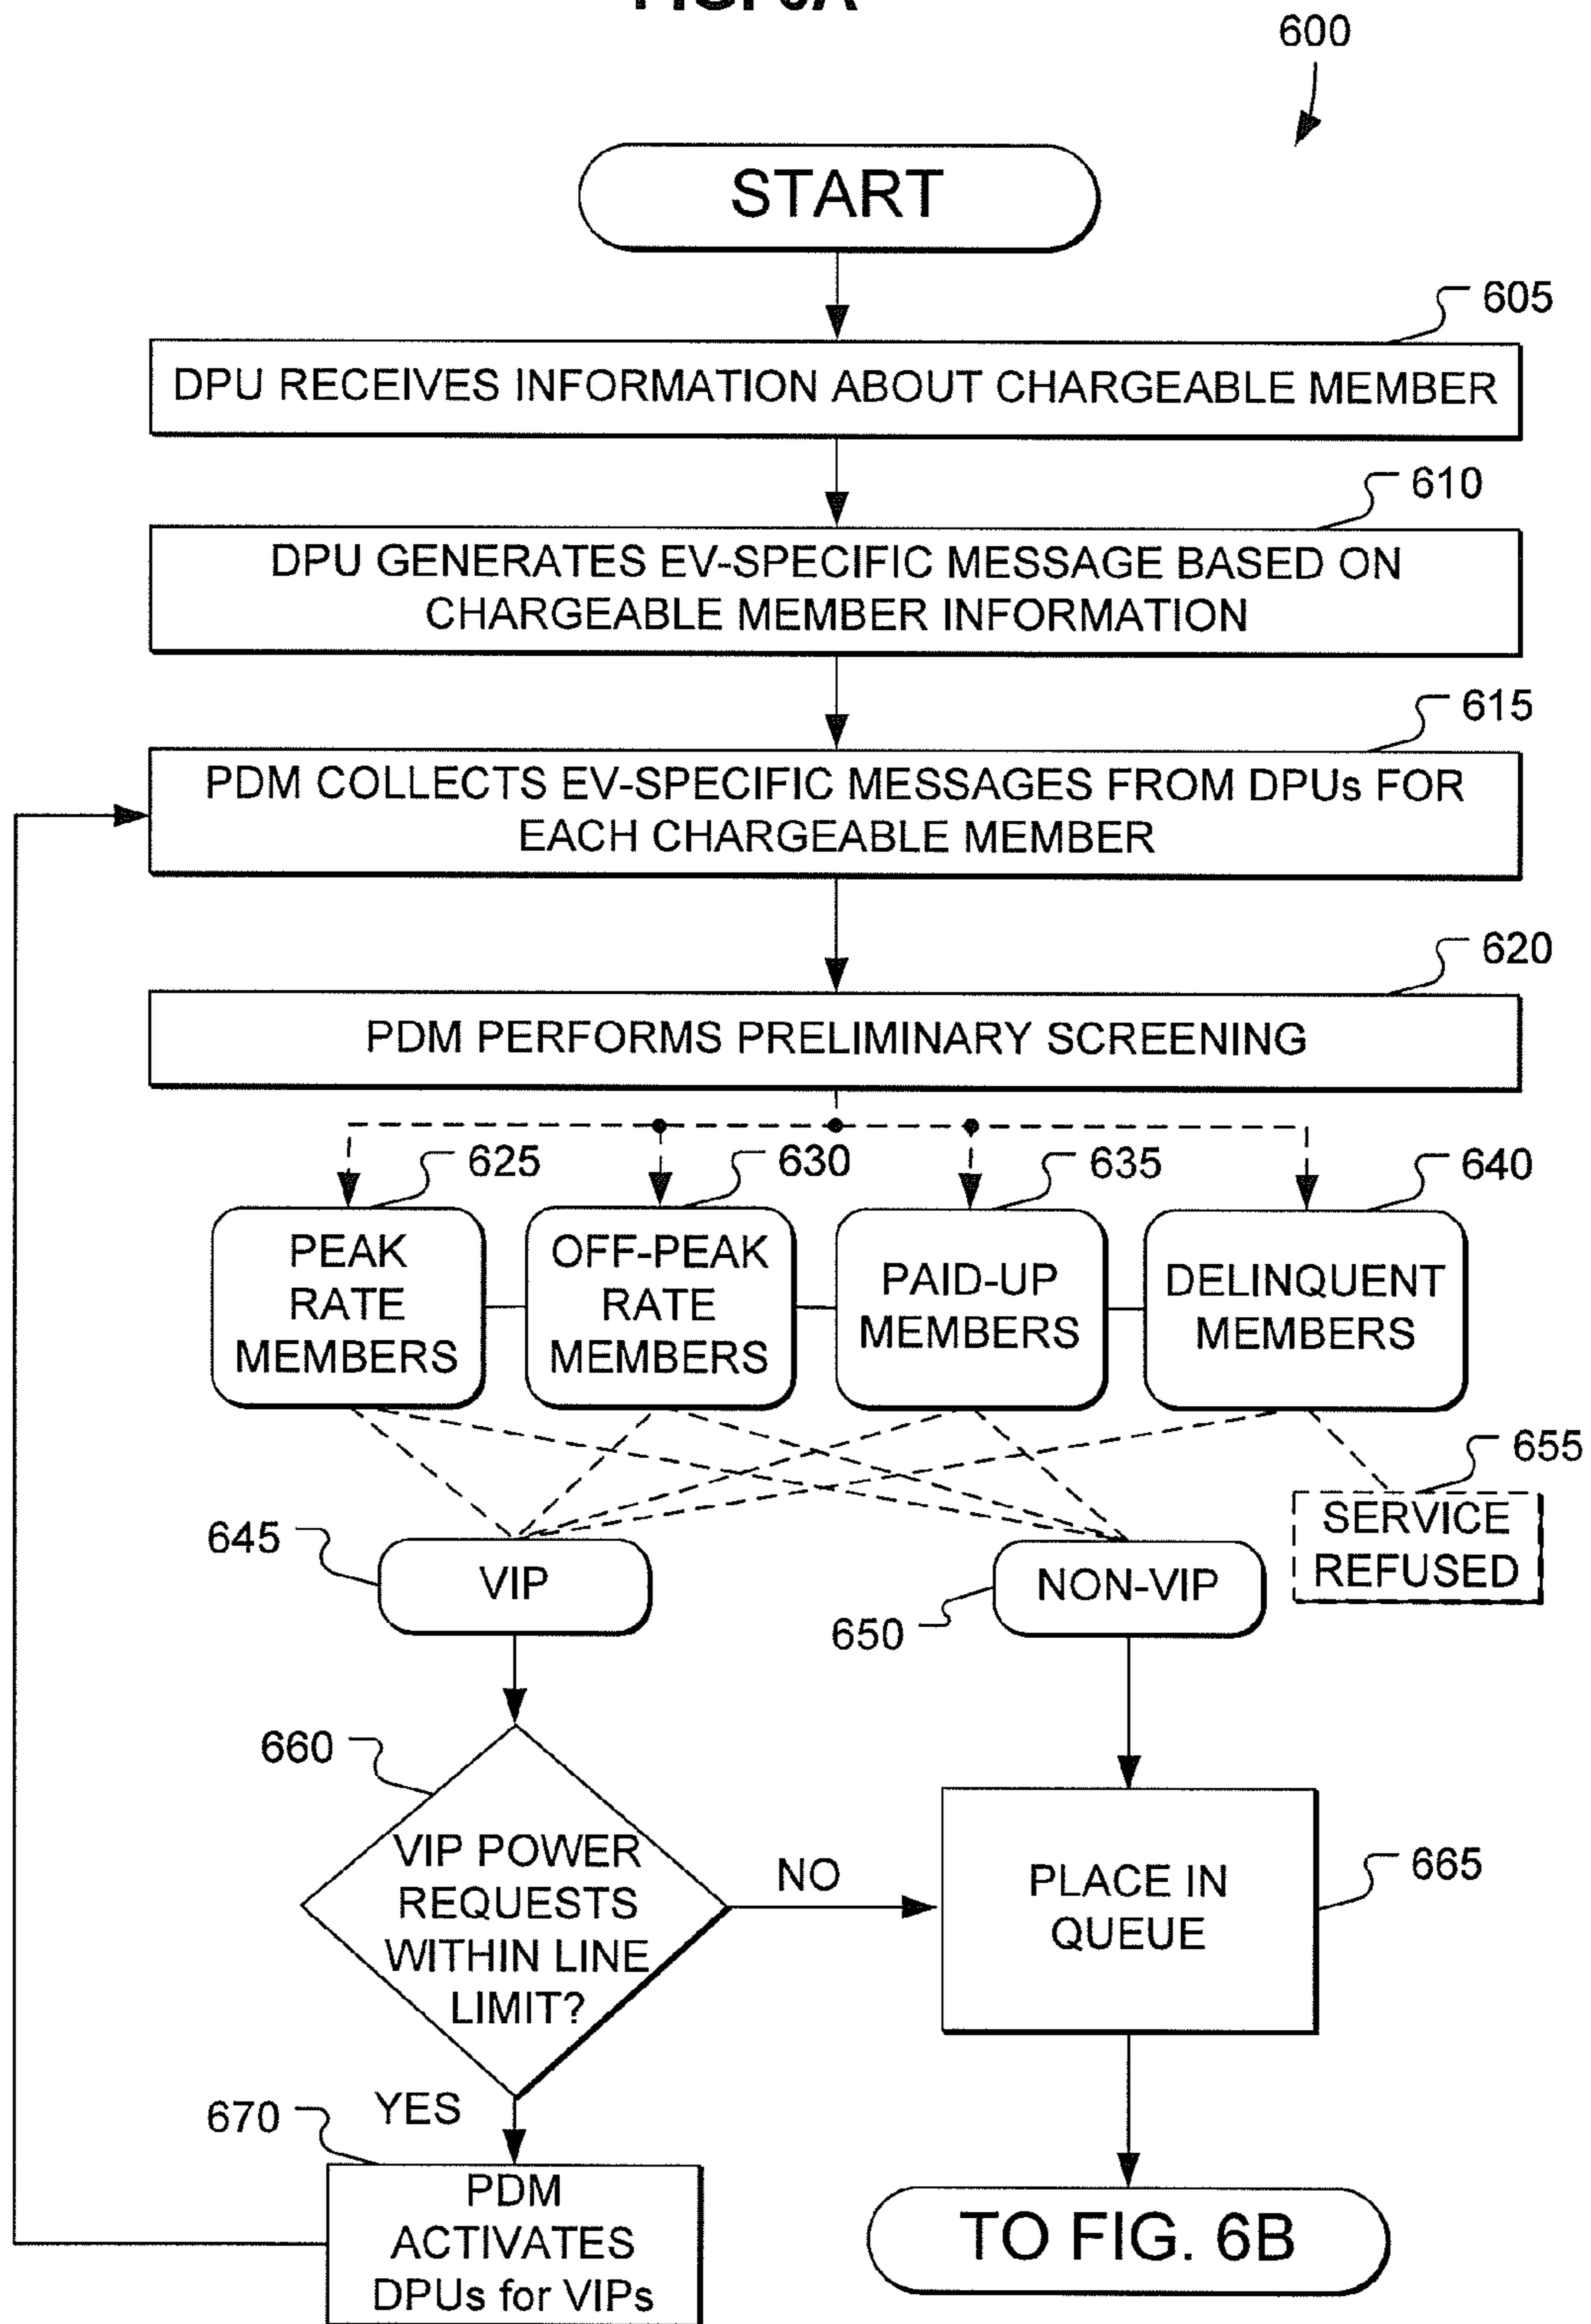 600
START
605
DPU RECEIVES INFORMATION ABOUT CHARGEABLE MEMBER
610
DPU GENERATES EV-SPECIFIC MESSAGE BASED ON
CHARGEABLE MEMBER INFORMATION
615
PDM COLLECTS EV-SPECIFIC MESSAGES FROM DPUs FOR
EACH CHARGEABLE MEMBER
620
PDM PERFORMS PRELIMINARY SCREENING
625
630
635
640
PEAK
RATE
MEMBERS
OFF-PEAK
RATE
MEMBERS
PAID-UP
MEMBERS
DELINQUENT
MEMBERS
655
SERVICE
REFUSED
645
VIP
650
NON-VIP
660
VIP POWER
REQUESTS
WITHIN LINE
LIMIT?
NO
665
PLACE IN
QUEUE
YES
670
PDM
ACTIVATES
DPUs for VIPs
TO FIG. 6B